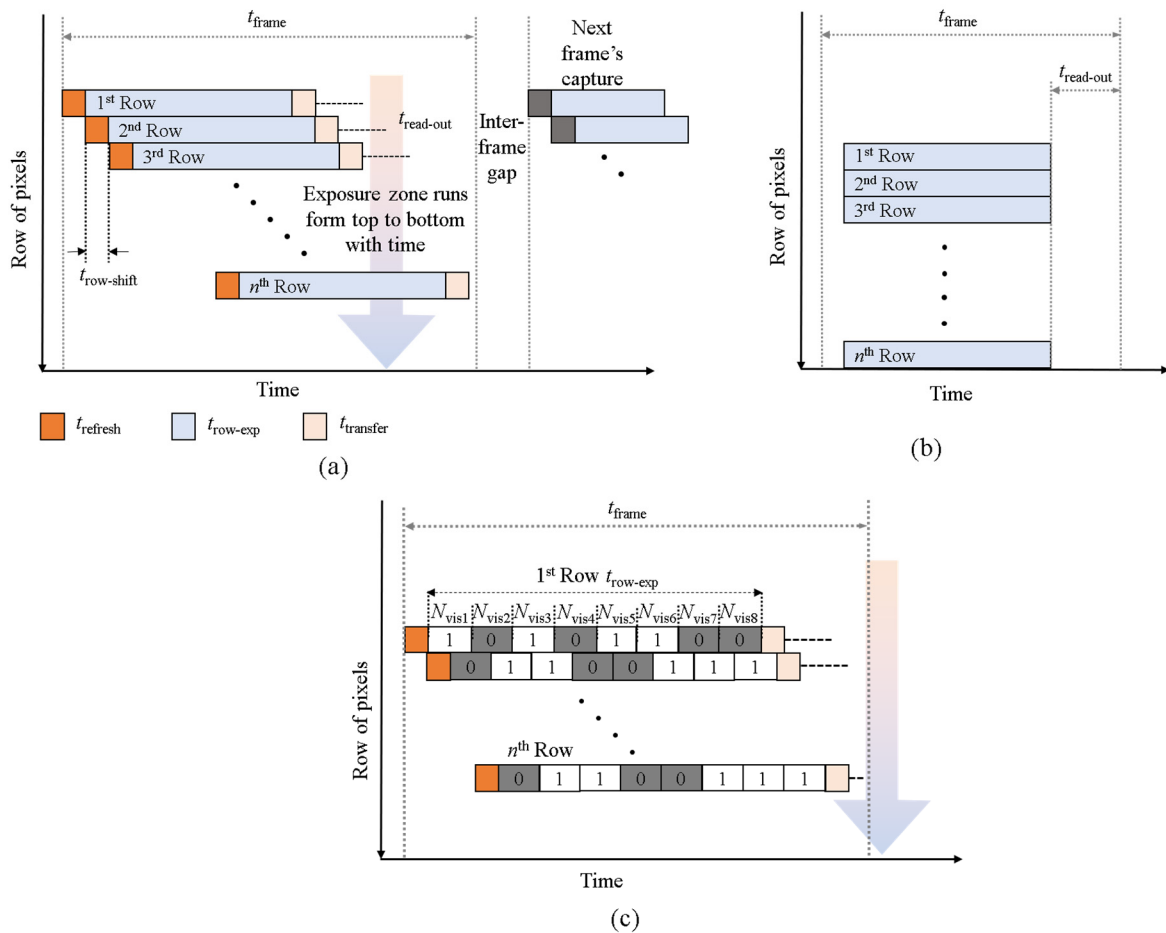 t_frame
Next
frame's
capture
1st Row
2nd Row
3rd Row
t_read-out
Inter-
frame
gap
Exposure zone runs
form top to bottom
with time
t_row-shift
nth Row
Row of pixels
Time
t_refresh
t_row-exp
t_transfer
(a)
t_frame
t_read-out
1st Row
2nd Row
3rd Row
nth Row
Row of pixels
Time
(b)
t_frame
1st Row t_row-exp
N_vis1 N_vis2 N_vis3 N_vis4 N_vis5 N_vis6 N_vis7 N_vis8
1 0 1 0 1 1 0 0
0 1 1 0 0 1 1 1
nth Row
0 1 1 0 0 1 1 1
Row of pixels
Time
(c)